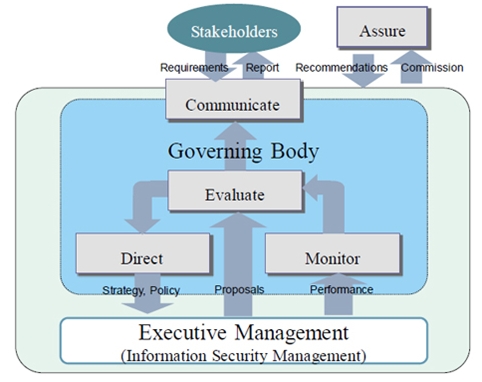 Stakeholders
Assure
Requirements
Report
Recommendations
Commission
Communicate
Governing Body
Evaluate
Direct
Monitor
Strategy, Policy
Proposals
Performance
Executive Management
(Information Security Management)